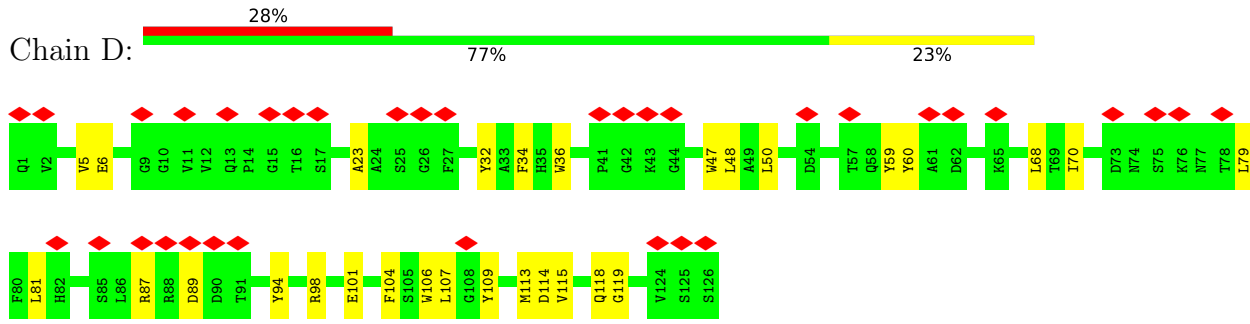 28%
Chain D:
77% 23%
Q1 V2 V5 E6 G9 G10 V11 V12 Q13 P14 G15 T16 S17 A23 A24 S25 G26 F27 Y32 A33 F34 H35 W36 P41 G42 K43 G44 W47 L48 A49 L50 D54 T57 Q58 Y59 Y60 A61 D62 K65 L68 T69 I70 D73 N74 S75 K76 N77 T78 L79
F80 L81 H82 S85 L86 R87 R88 D89 D90 T91 Y94 R98 E101 F104 S105 W106 L107 G108 Y109 M113 D114 V115 Q118 G119 V124 S125 S126